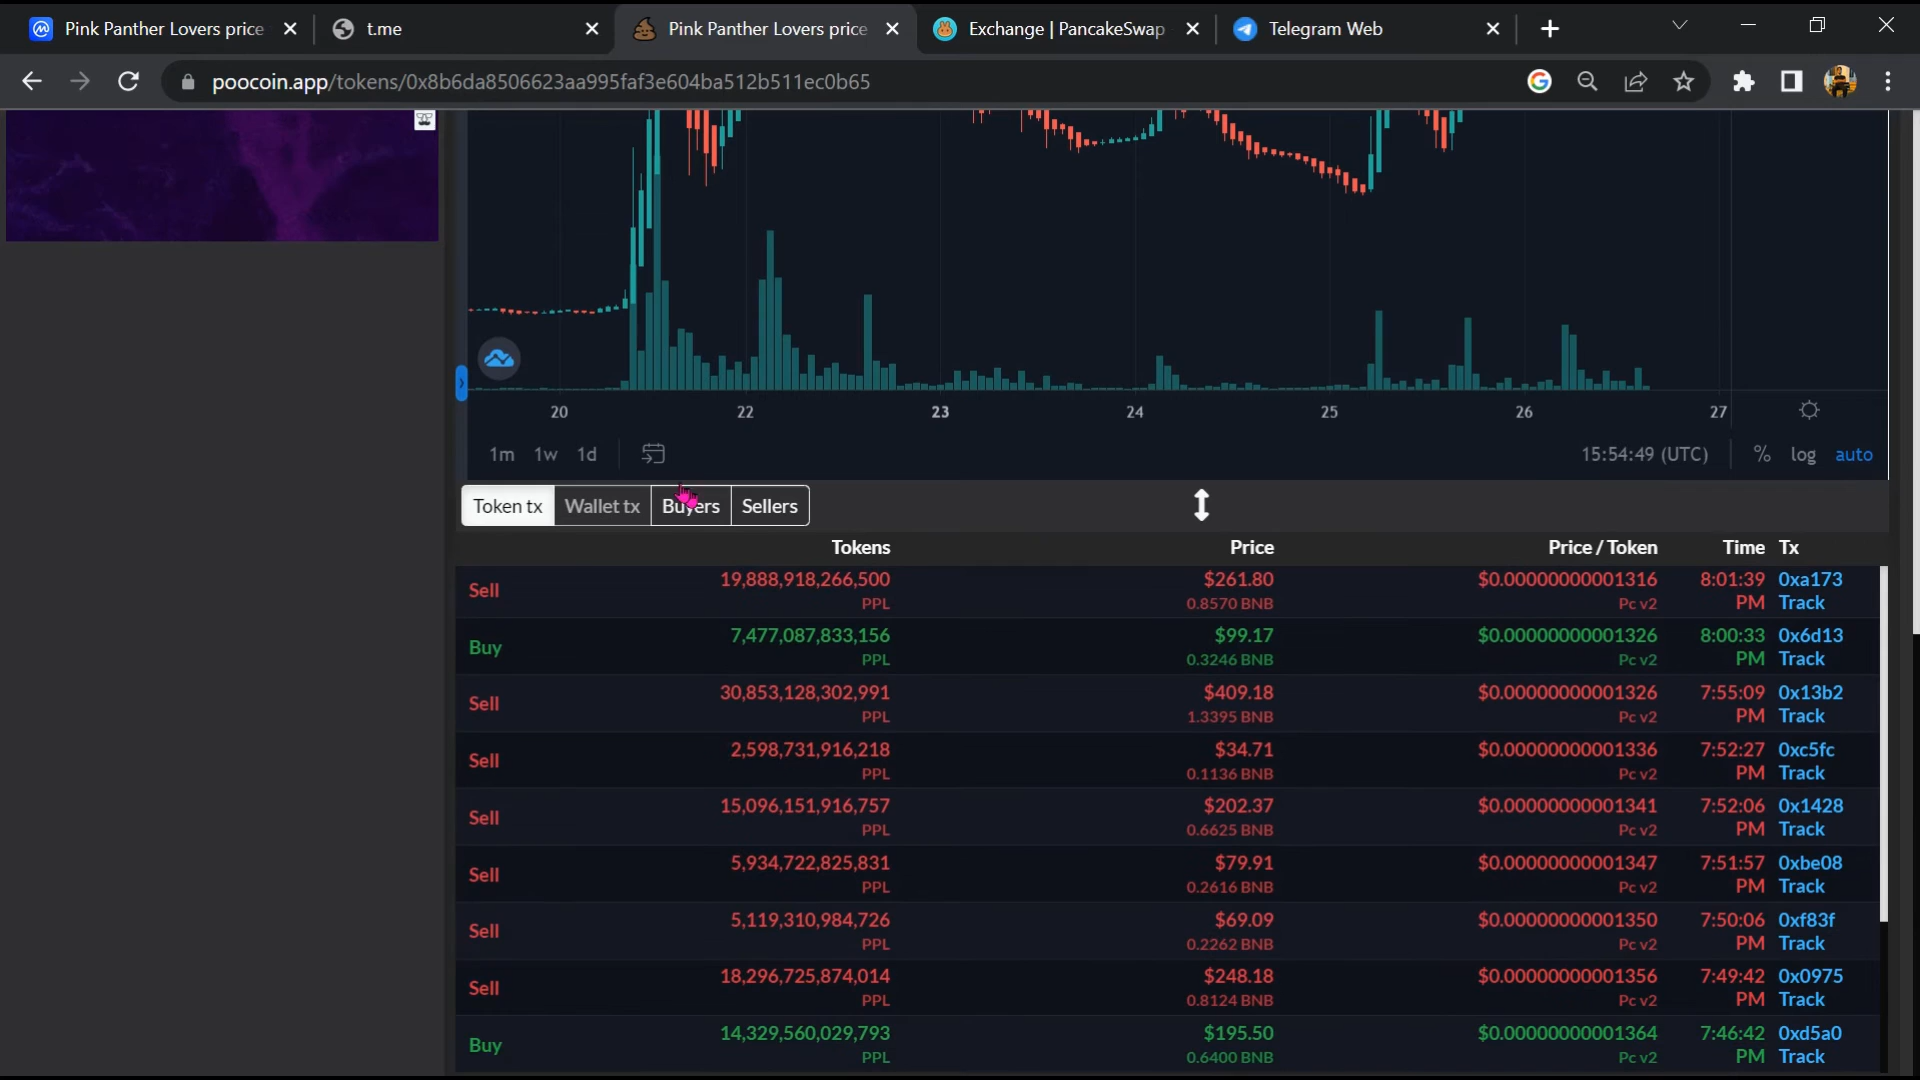 Pink Panther Lovers price
t.me
Pink Panther Lovers price
Exchange | PancakeSwap
Telegram Web
poocoin.app/tokens/0x8b6da8506623aa995faf3e604ba512b511ec0b65
20 22 23 24 25 26 27
1m 1w 1d 15:54:49 (UTC) % log auto
Token tx Wallet tx Buyers Sellers
Tokens Price Price / Token Time Tx
Sell 19,888,918,266,500 $261.80 $0.00000000001316 8:01:39 0xa173
PPL 0.8570 BNB Pc v2 PM Track
Buy 7,477,087,833,156 $99.17 $0.00000000001326 8:00:33 0x6d13
PPL 0.3246 BNB Pc v2 PM Track
Sell 30,853,128,302,991 $409.18 $0.00000000001326 7:55:09 0x13b2
PPL 1.3395 BNB Pc v2 PM Track
Sell 2,598,731,916,218 $34.71 $0.00000000001336 7:52:27 0xc5fc
PPL 0.1136 BNB Pc v2 PM Track
Sell 15,096,151,916,757 $202.37 $0.00000000001341 7:52:06 0x1428
PPL 0.6625 BNB Pc v2 PM Track
Sell 5,934,722,825,831 $79.91 $0.00000000001347 7:51:57 0xbe08
PPL 0.2616 BNB Pc v2 PM Track
Sell 5,119,310,984,726 $69.09 $0.00000000001350 7:50:06 0xf83f
PPL 0.2262 BNB Pc v2 PM Track
Sell 18,296,725,874,014 $248.18 $0.00000000001356 7:49:42 0x0975
PPL 0.8124 BNB Pc v2 PM Track
Buy 14,329,560,029,793 $195.50 $0.00000000001364 7:46:42 0xd5a0
PPL 0.6400 BNB Pc v2 PM Track